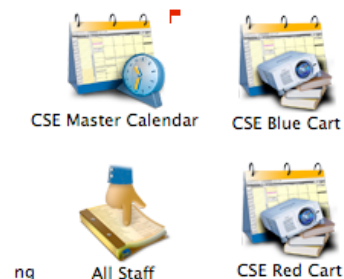 CSE Master Calendar
CSE Blue Cart
ng
All Staff
CSE Red Cart